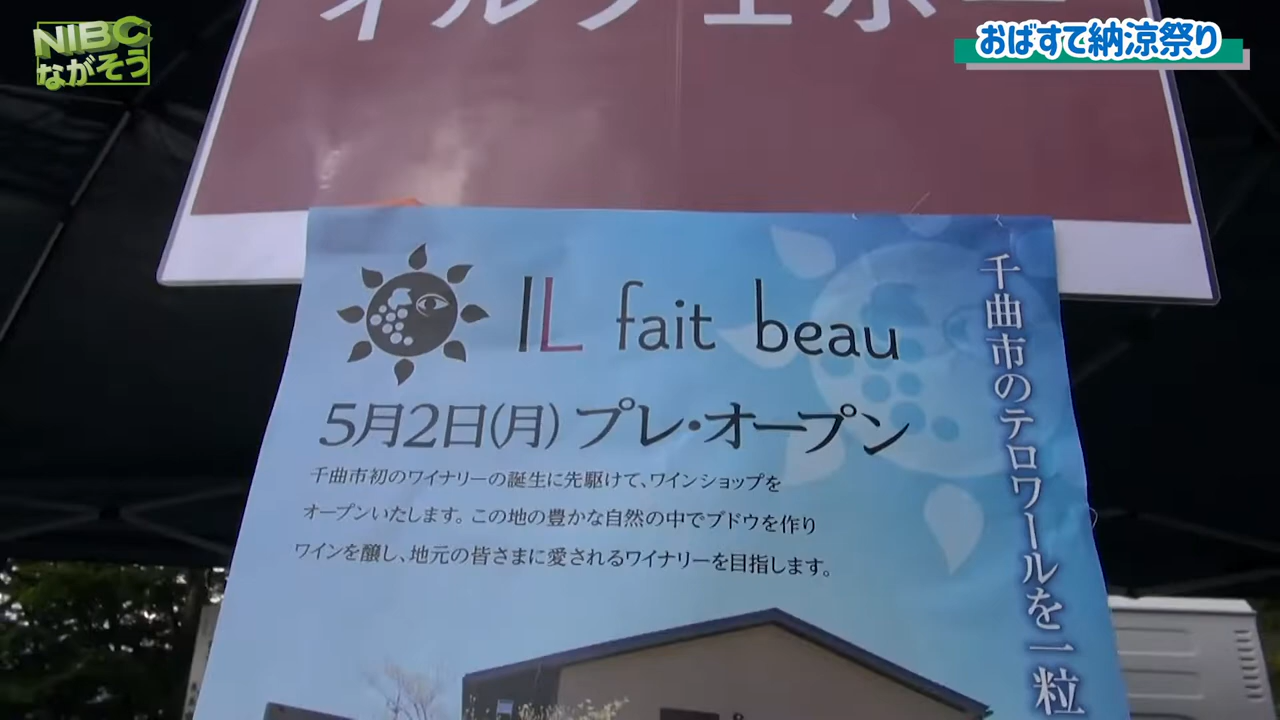 NIBC
ながそう
おばすて納涼祭り
イルフェボー
IL fait beau
5月2日(月) プレ・オープン
千曲市初のワイナリーの誕生に先駆けて、ワインショップを
オープンいたします。この地の豊かな自然の中でブドウを作り
ワインを醸し、地元の皆さまに愛されるワイナリーを目指します。
千曲市のテロワールを一粒